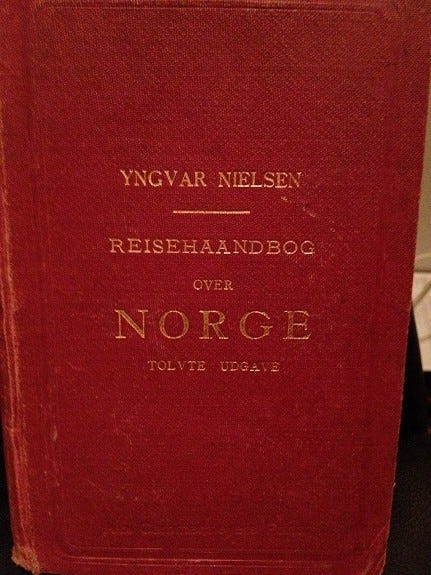 YNGVAR NIELSEN
REISEHAANDBOG
OVER
NORGE
TOLVTE UDGAVE